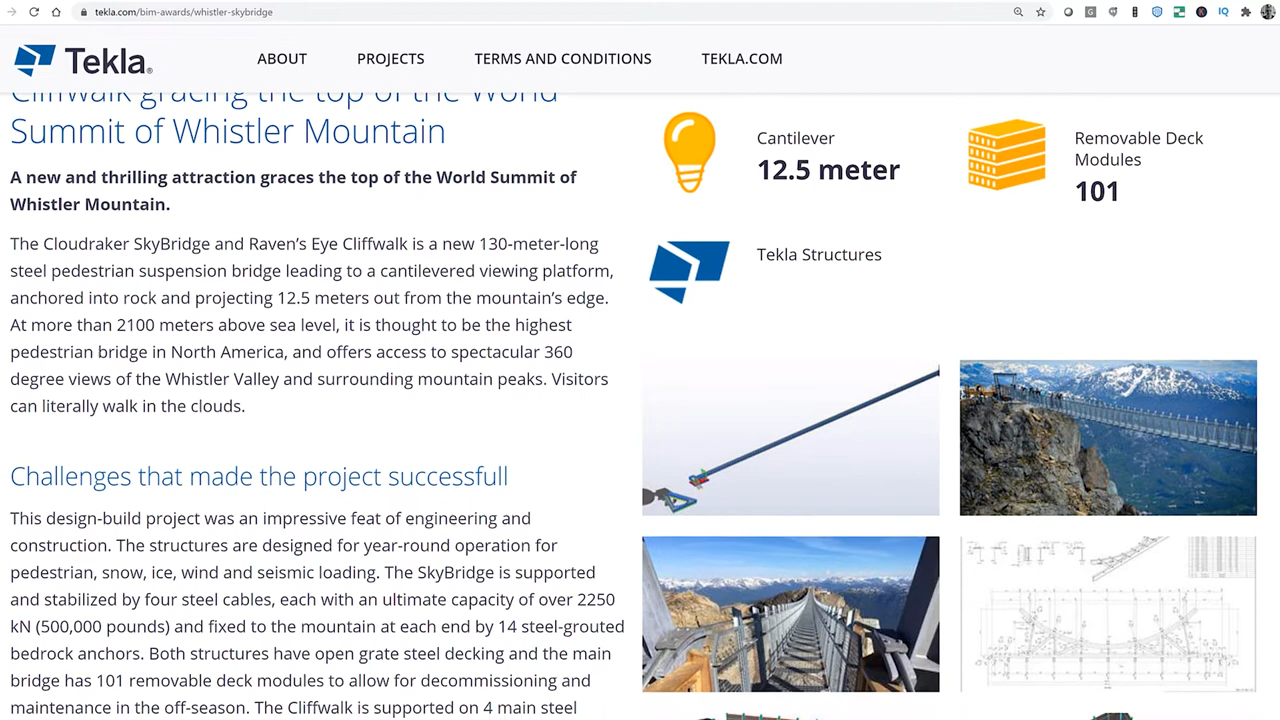 tekla.com/bim-awards/whistler-skybridge
Tekla®
ABOUT
PROJECTS
TERMS AND CONDITIONS
TEKLA.COM
Cliffwalk gracing the top of the World
Summit of Whistler Mountain
A new and thrilling attraction graces the top of the World Summit of
Whistler Mountain.
The Cloudraker SkyBridge and Raven’s Eye Cliffwalk is a new 130-meter-long
steel pedestrian suspension bridge leading to a cantilevered viewing platform,
anchored into rock and projecting 12.5 meters out from the mountain’s edge.
At more than 2100 meters above sea level, it is thought to be the highest
pedestrian bridge in North America, and offers access to spectacular 360
degree views of the Whistler Valley and surrounding mountain peaks. Visitors
can literally walk in the clouds.
Challenges that made the project successfull
This design-build project was an impressive feat of engineering and
construction. The structures are designed for year-round operation for
pedestrian, snow, ice, wind and seismic loading. The SkyBridge is supported
and stabilized by four steel cables, each with an ultimate capacity of over 2250
kN (500,000 pounds) and fixed to the mountain at each end by 14 steel-grouted
bedrock anchors. Both structures have open grate steel decking and the main
bridge has 101 removable deck modules to allow for decommissioning and
maintenance in the off-season. The Cliffwalk is supported on 4 main steel
Cantilever
12.5 meter
Removable Deck
Modules
101
Tekla Structures